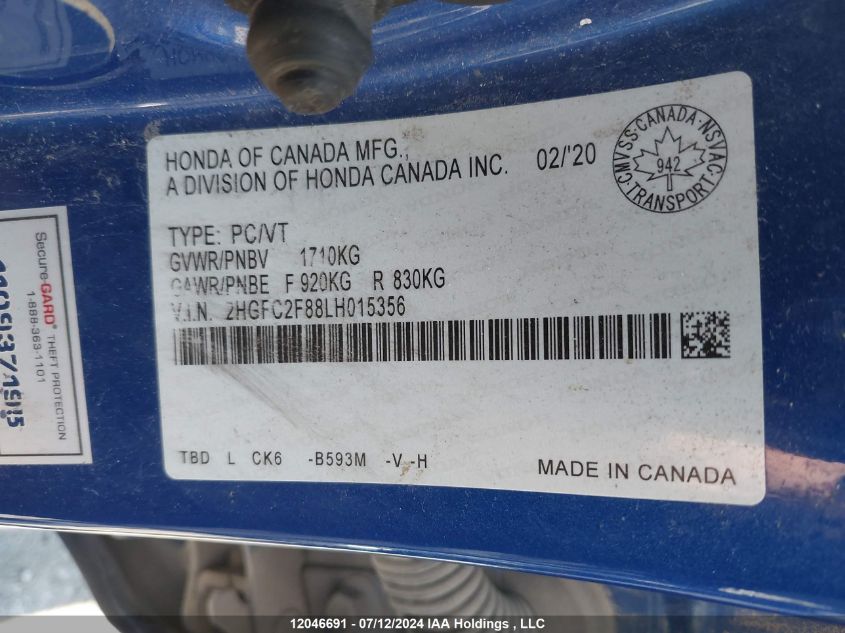 HONDA OF CANADA MFG.,
A DIVISION OF HONDA CANADA INC. 02/'20
CMVSS·CANADA·NSVAC·TRANSPORT
942
TYPE: PC/VT
GVWR/PNBV 1710KG
GAWR/PNBE F 920KG R 830KG
V.I.N. 2HGFC2F88LH015356
TBD L CK6 -B593M -V -H
MADE IN CANADA
Secure-GARD® THEFT PROTECTION
1-888-363-1101
12046691 - 07/12/2024 IAA Holdings , LLC